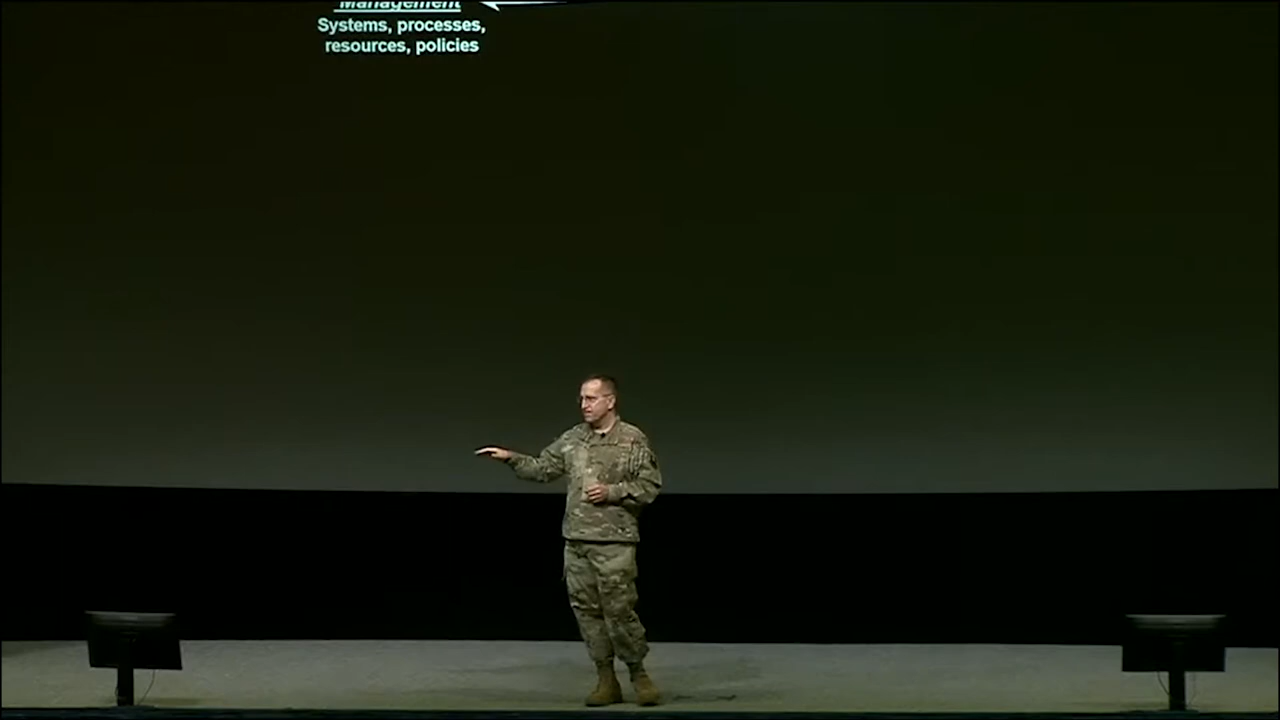 Management
Systems, processes,
resources, policies